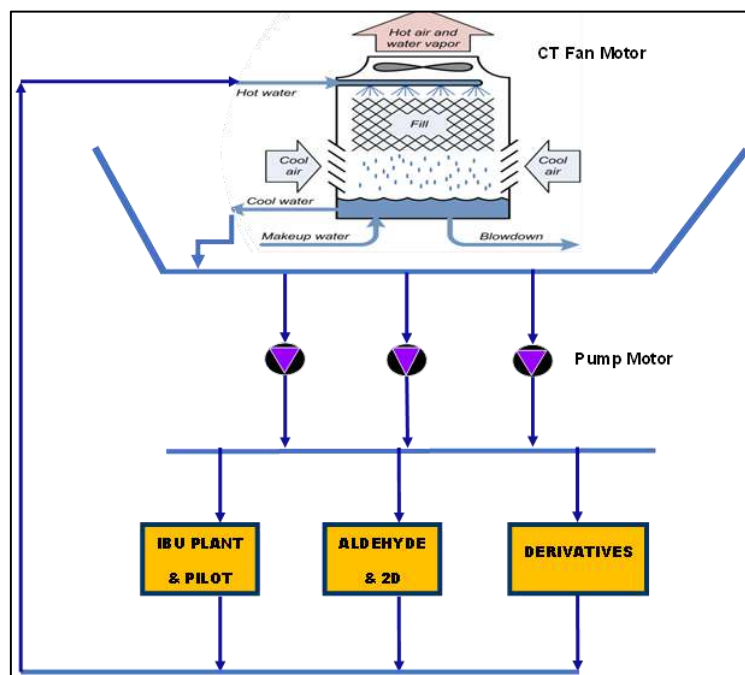 Hot air and
water vapor
CT Fan Motor
Hot water
Fill
Cool
air
Cool
air
Cool water
Makeup water
Blowdown
Pump Motor
IBU PLANT
& PILOT
ALDEHYDE
& 2D
DERIVATIVES